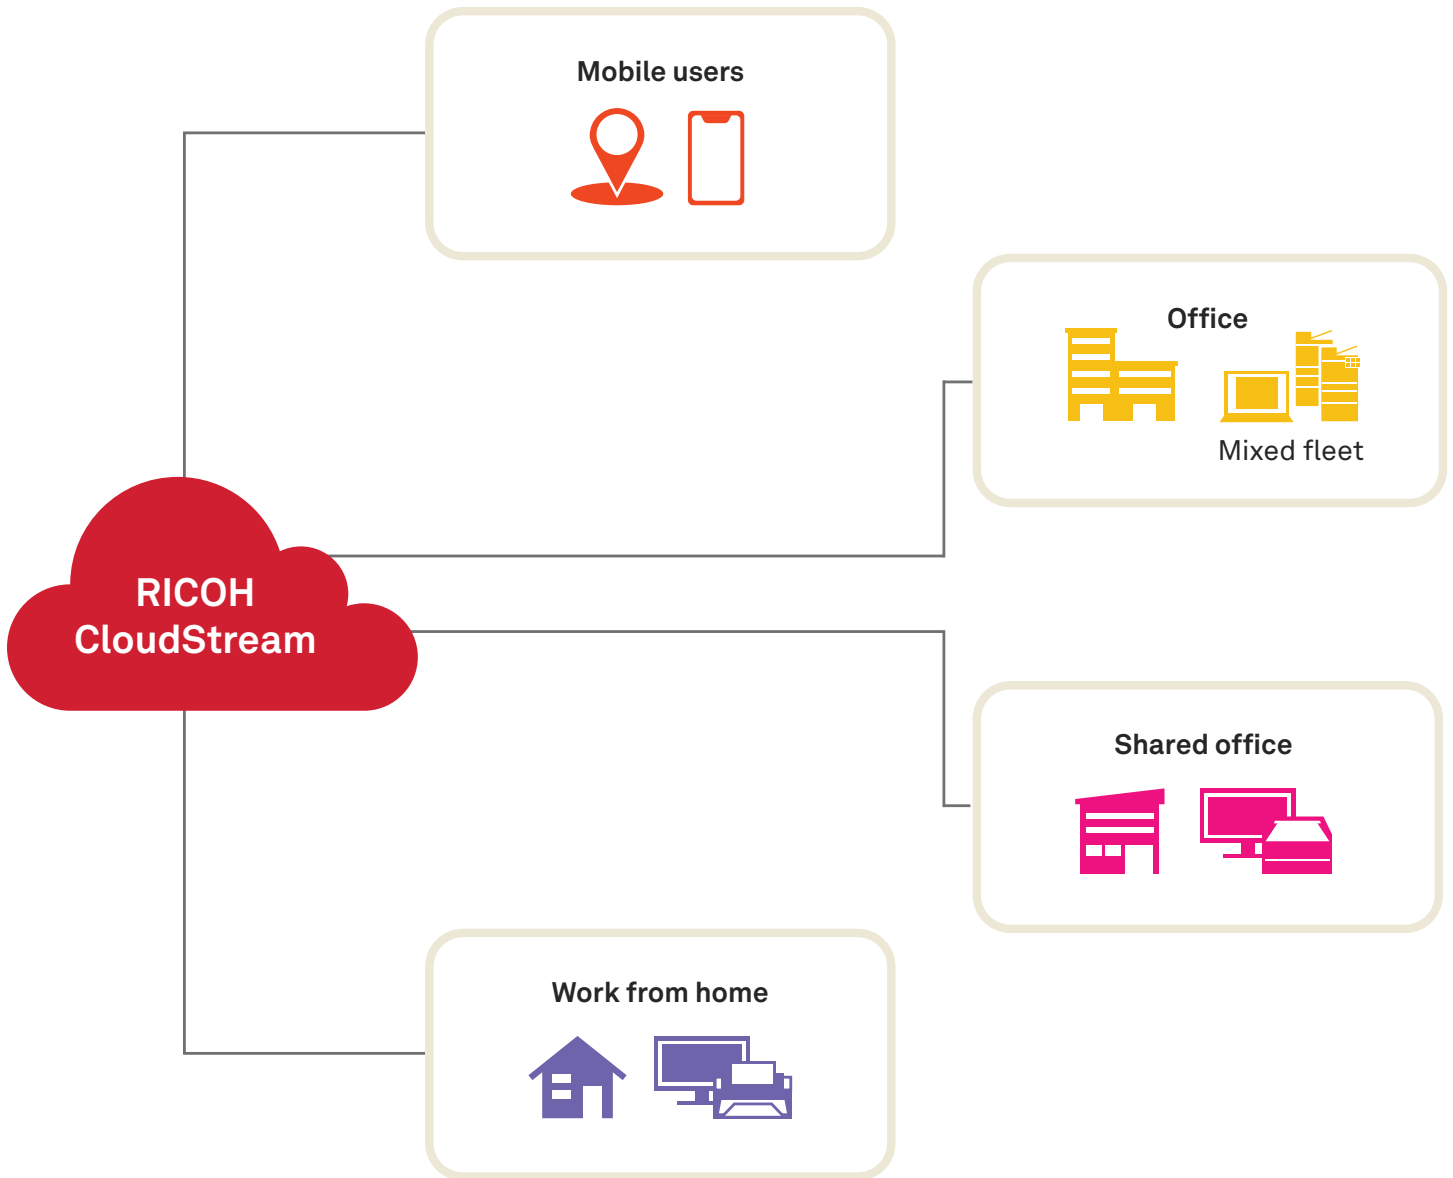 Mobile users
Office
Mixed fleet
RICOH
CloudStream
Shared office
Work from home